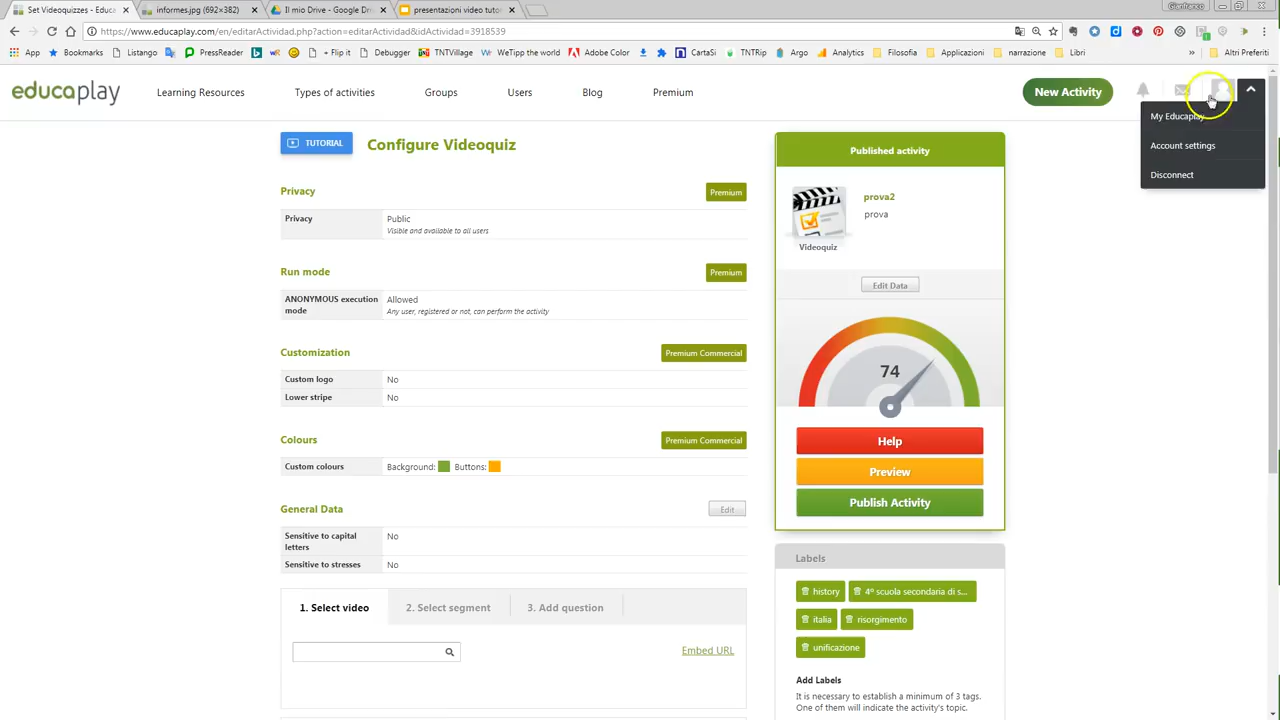 Set Videoquizzes - Educa
informes.jpg (692×382)
Il mio Drive - Google Dri
presentazioni video tutor
Gianfranco
https://www.educaplay.com/en/editarActividad.php?action=editarActividad&idActividad=3918539
App
Bookmarks
Listango
PressReader
WeTransfer
+ Flip it
Debugger
TNTVillage
WeTipp the world
Adobe Color
CartaSi
TNTRip
Argo
Analytics
Filosofia
Applicazioni
narrazione
Libri
»
Altri Preferiti
educaplay
Learning Resources
Types of activities
Groups
Users
Blog
Premium
New Activity
My Educaplay
Account settings
Disconnect
TUTORIAL
Configure Videoquiz
Privacy
Premium
Privacy
Public
Visible and available to all users
Run mode
Premium
ANONYMOUS execution
mode
Allowed
Any user, registered or not, can perform the activity
Customization
Premium Commercial
Custom logo
No
Lower stripe
No
Colours
Premium Commercial
Custom colours
Background:
Buttons:
General Data
Edit
Sensitive to capital
letters
No
Sensitive to stresses
No
1. Select video
2. Select segment
3. Add question
Embed URL
Published activity
prova2
prova
Videoquiz
Edit Data
74
Help
Preview
Publish Activity
Labels
history
4º scuola secondaria di s...
italia
risorgimento
unificazione
Add Labels
It is necessary to establish a minimum of 3 tags.
One of them will indicate the activity's topic.